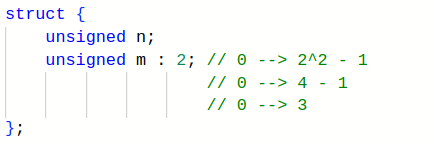 struct {
    unsigned n;
    unsigned m : 2; // 0 --> 2^2 - 1
                    // 0 --> 4 - 1
                    // 0 --> 3
};